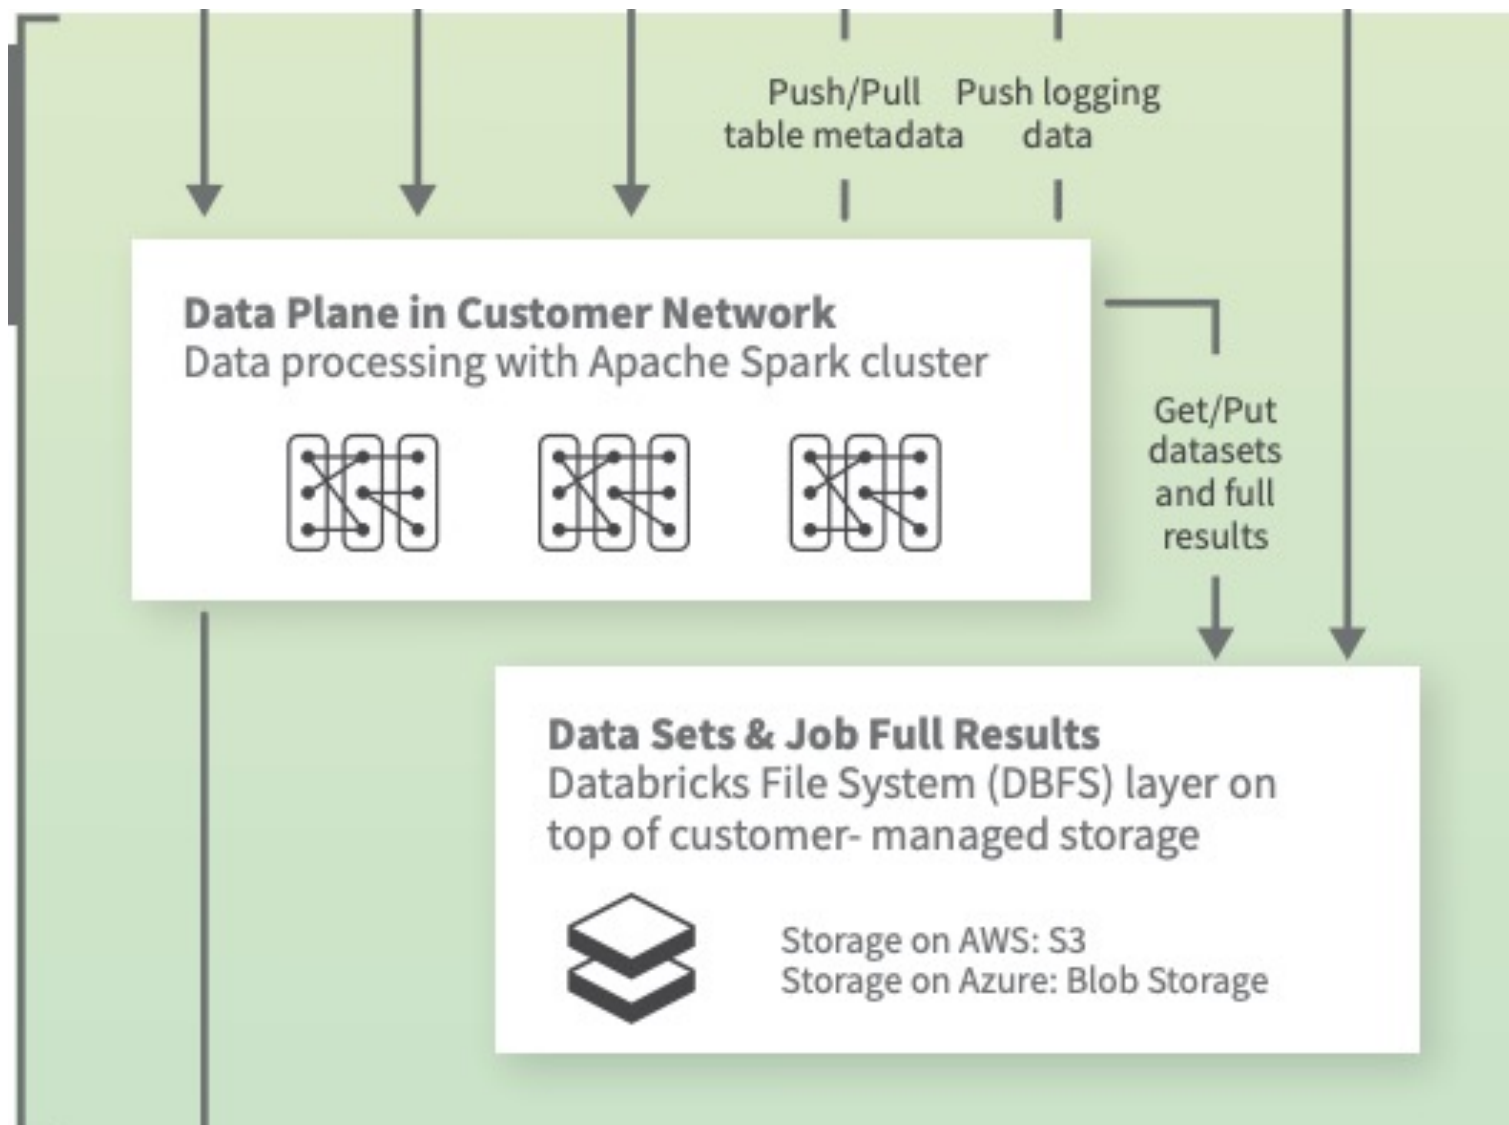 Push/Pull
table metadata
Push logging
data
Data Plane in Customer Network
Data processing with Apache Spark cluster
Get/Put
datasets
and full
results
Data Sets & Job Full Results
Databricks File System (DBFS) layer on
top of customer- managed storage
Storage on AWS: S3
Storage on Azure: Blob Storage